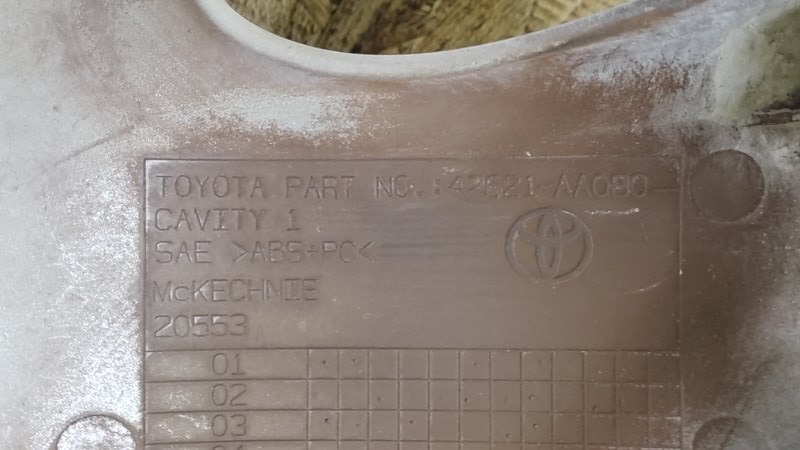 TOYOTA PART NO.:42621-AA080
CAVITY 1
SAE >ABS+PC<
McKECHNIE
20553
01
02
03